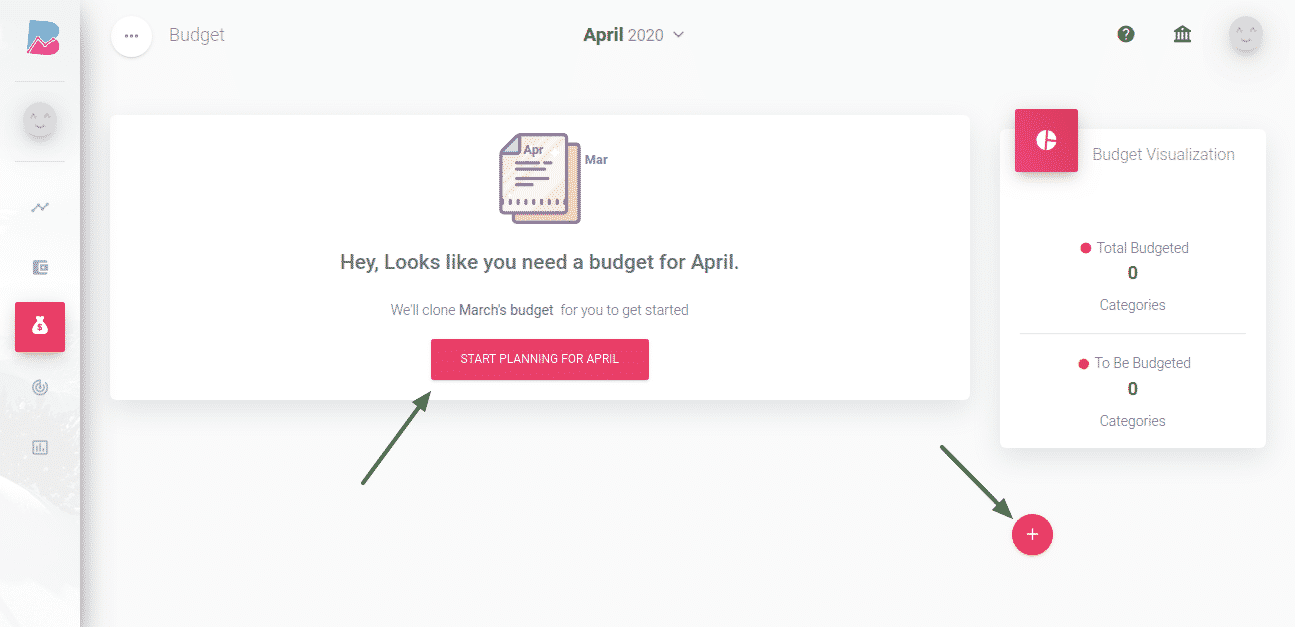 Budget
April 2020
Apr
Mar
Hey, Looks like you need a budget for April.
We'll clone March's budget for you to get started
START PLANNING FOR APRIL
Budget Visualization
Total Budgeted
0
Categories
To Be Budgeted
0
Categories